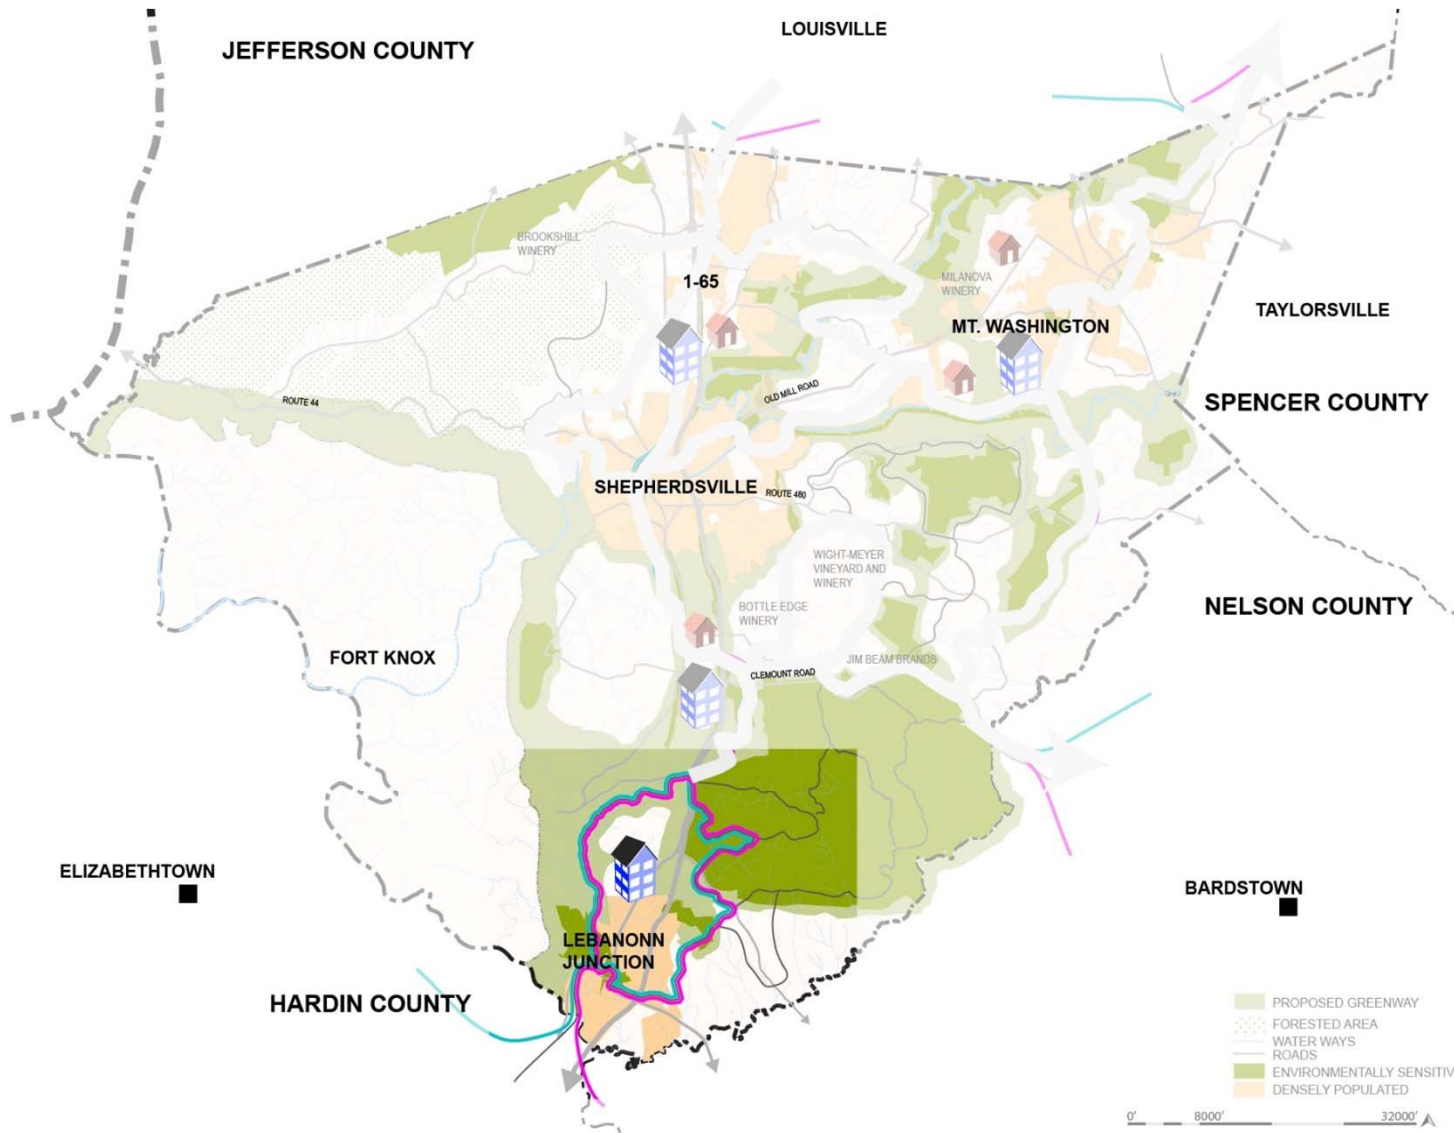 LOUISVILLE
JEFFERSON COUNTY
BROOKSHILL
WINERY
1-65
MILANOVA
WINERY
TAYLORSVILLE
MT. WASHINGTON
OLD MILL ROAD
ROUTE 44
SPENCER COUNTY
SHEPHERDSVILLE
ROUTE 480
WIGHT-MEYER
VINEYARD AND
WINERY
BOTTLE EDGE
WINERY
NELSON COUNTY
FORT KNOX
JIM BEAM BRANDS
CLEMOUNT ROAD
ELIZABETHTOWN
BARDSTOWN
LEBANONN
JUNCTION
HARDIN COUNTY
PROPOSED GREENWAY
FORESTED AREA
WATER WAYS
ROADS
ENVIRONMENTALLY SENSITIV
DENSELY POPULATED
0' 8000' 32000'